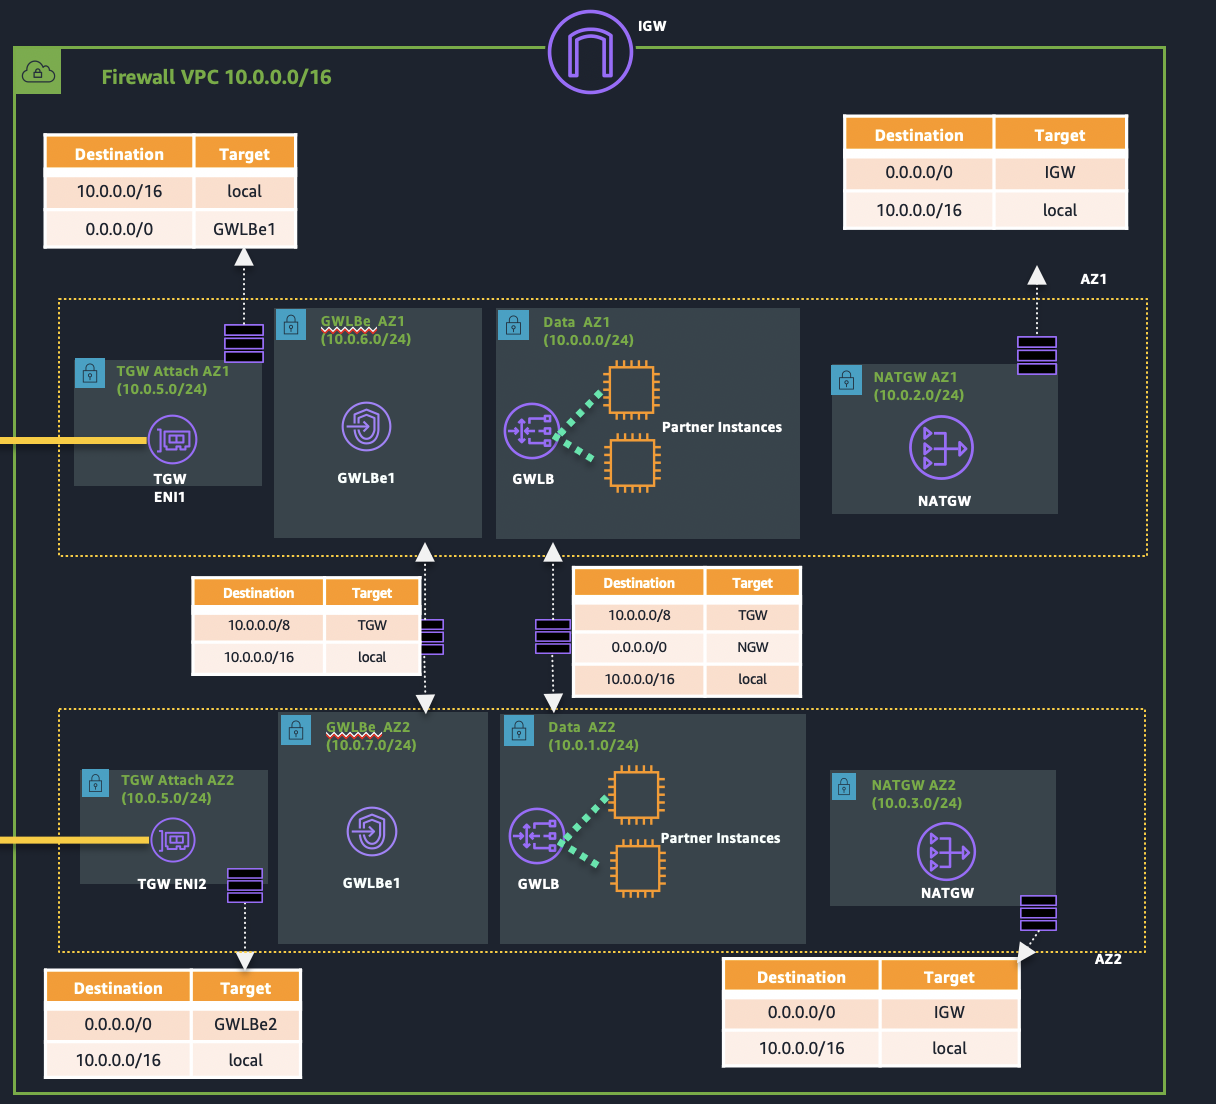 IGW
Firewall VPC 10.0.0.0/16
Destination Target
10.0.0.0/16 local
0.0.0.0/0 GWLBe1
Destination Target
0.0.0.0/0 IGW
10.0.0.0/16 local
AZ1
TGW Attach AZ1
(10.0.5.0/24)
TGW
ENI1
GWLBe AZ1
(10.0.6.0/24)
GWLBe1
Data AZ1
(10.0.0.0/24)
GWLB
Partner Instances
NATGW AZ1
(10.0.2.0/24)
NATGW
Destination Target
10.0.0.0/8 TGW
10.0.0.0/16 local
Destination Target
10.0.0.0/8 TGW
0.0.0.0/0 NGW
10.0.0.0/16 local
TGW Attach AZ2
(10.0.5.0/24)
TGW ENI2
GWLBe AZ2
(10.0.7.0/24)
GWLBe1
Data AZ2
(10.0.1.0/24)
GWLB
Partner Instances
NATGW AZ2
(10.0.3.0/24)
NATGW
AZ2
Destination Target
0.0.0.0/0 GWLBe2
10.0.0.0/16 local
Destination Target
0.0.0.0/0 IGW
10.0.0.0/16 local